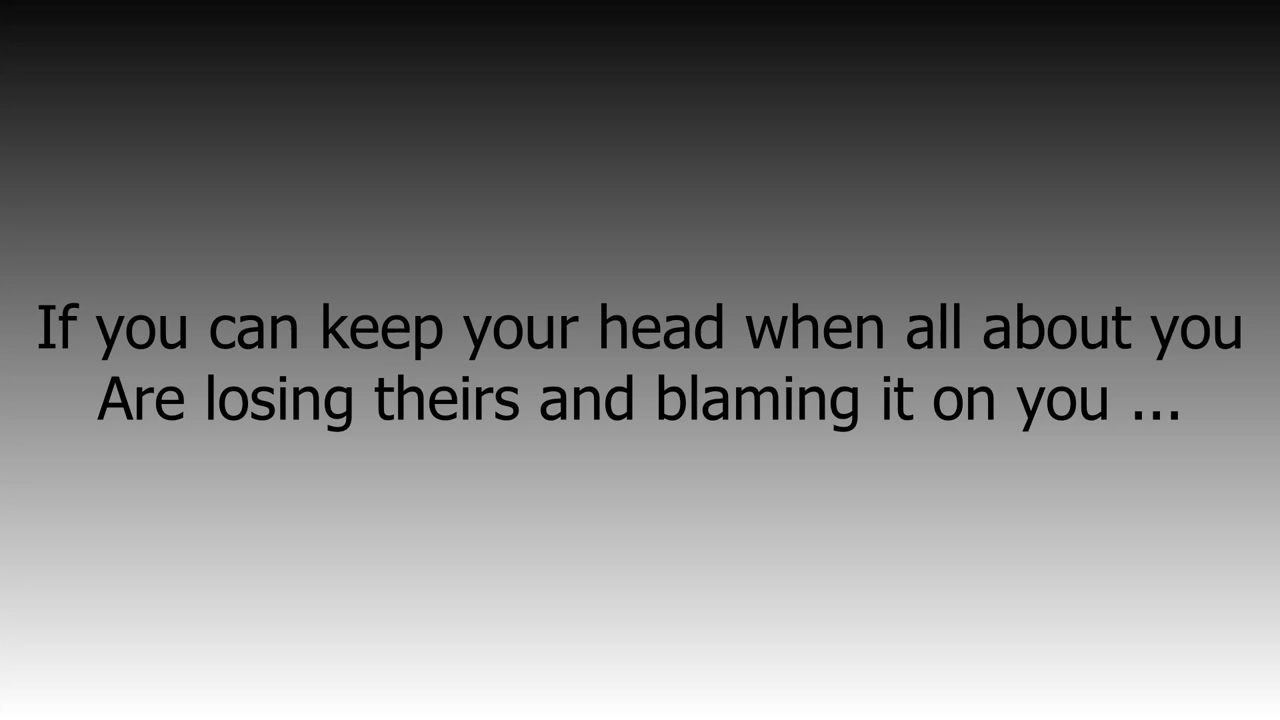 If you can keep your head when all about you
Are losing theirs and blaming it on you ...